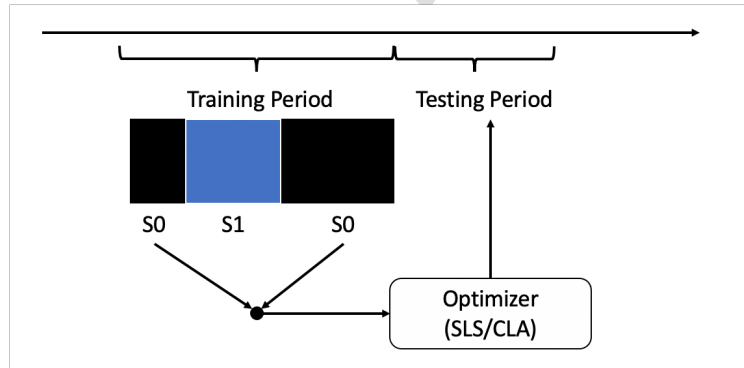 Training Period
Testing Period
S0
S1
S0
Optimizer
(SLS/CLA)